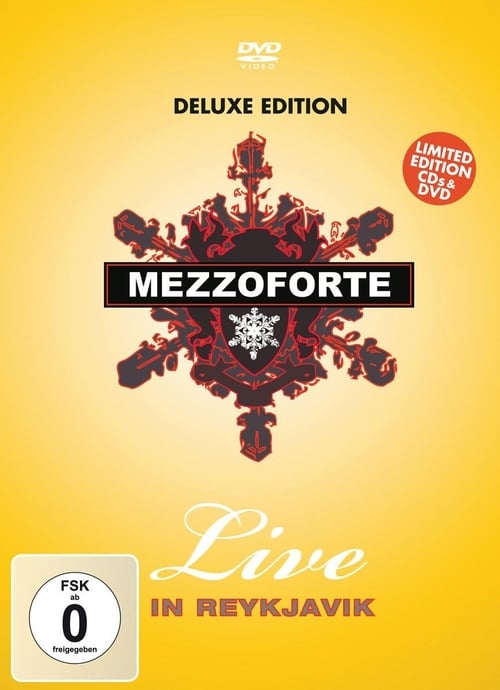 DVD
VIDEO
DELUXE EDITION
LIMITED
EDITION
CDs &
DVD
MEZZOFORTE
Live
IN REYKJAVIK
FSK
ab
0
freigegeben